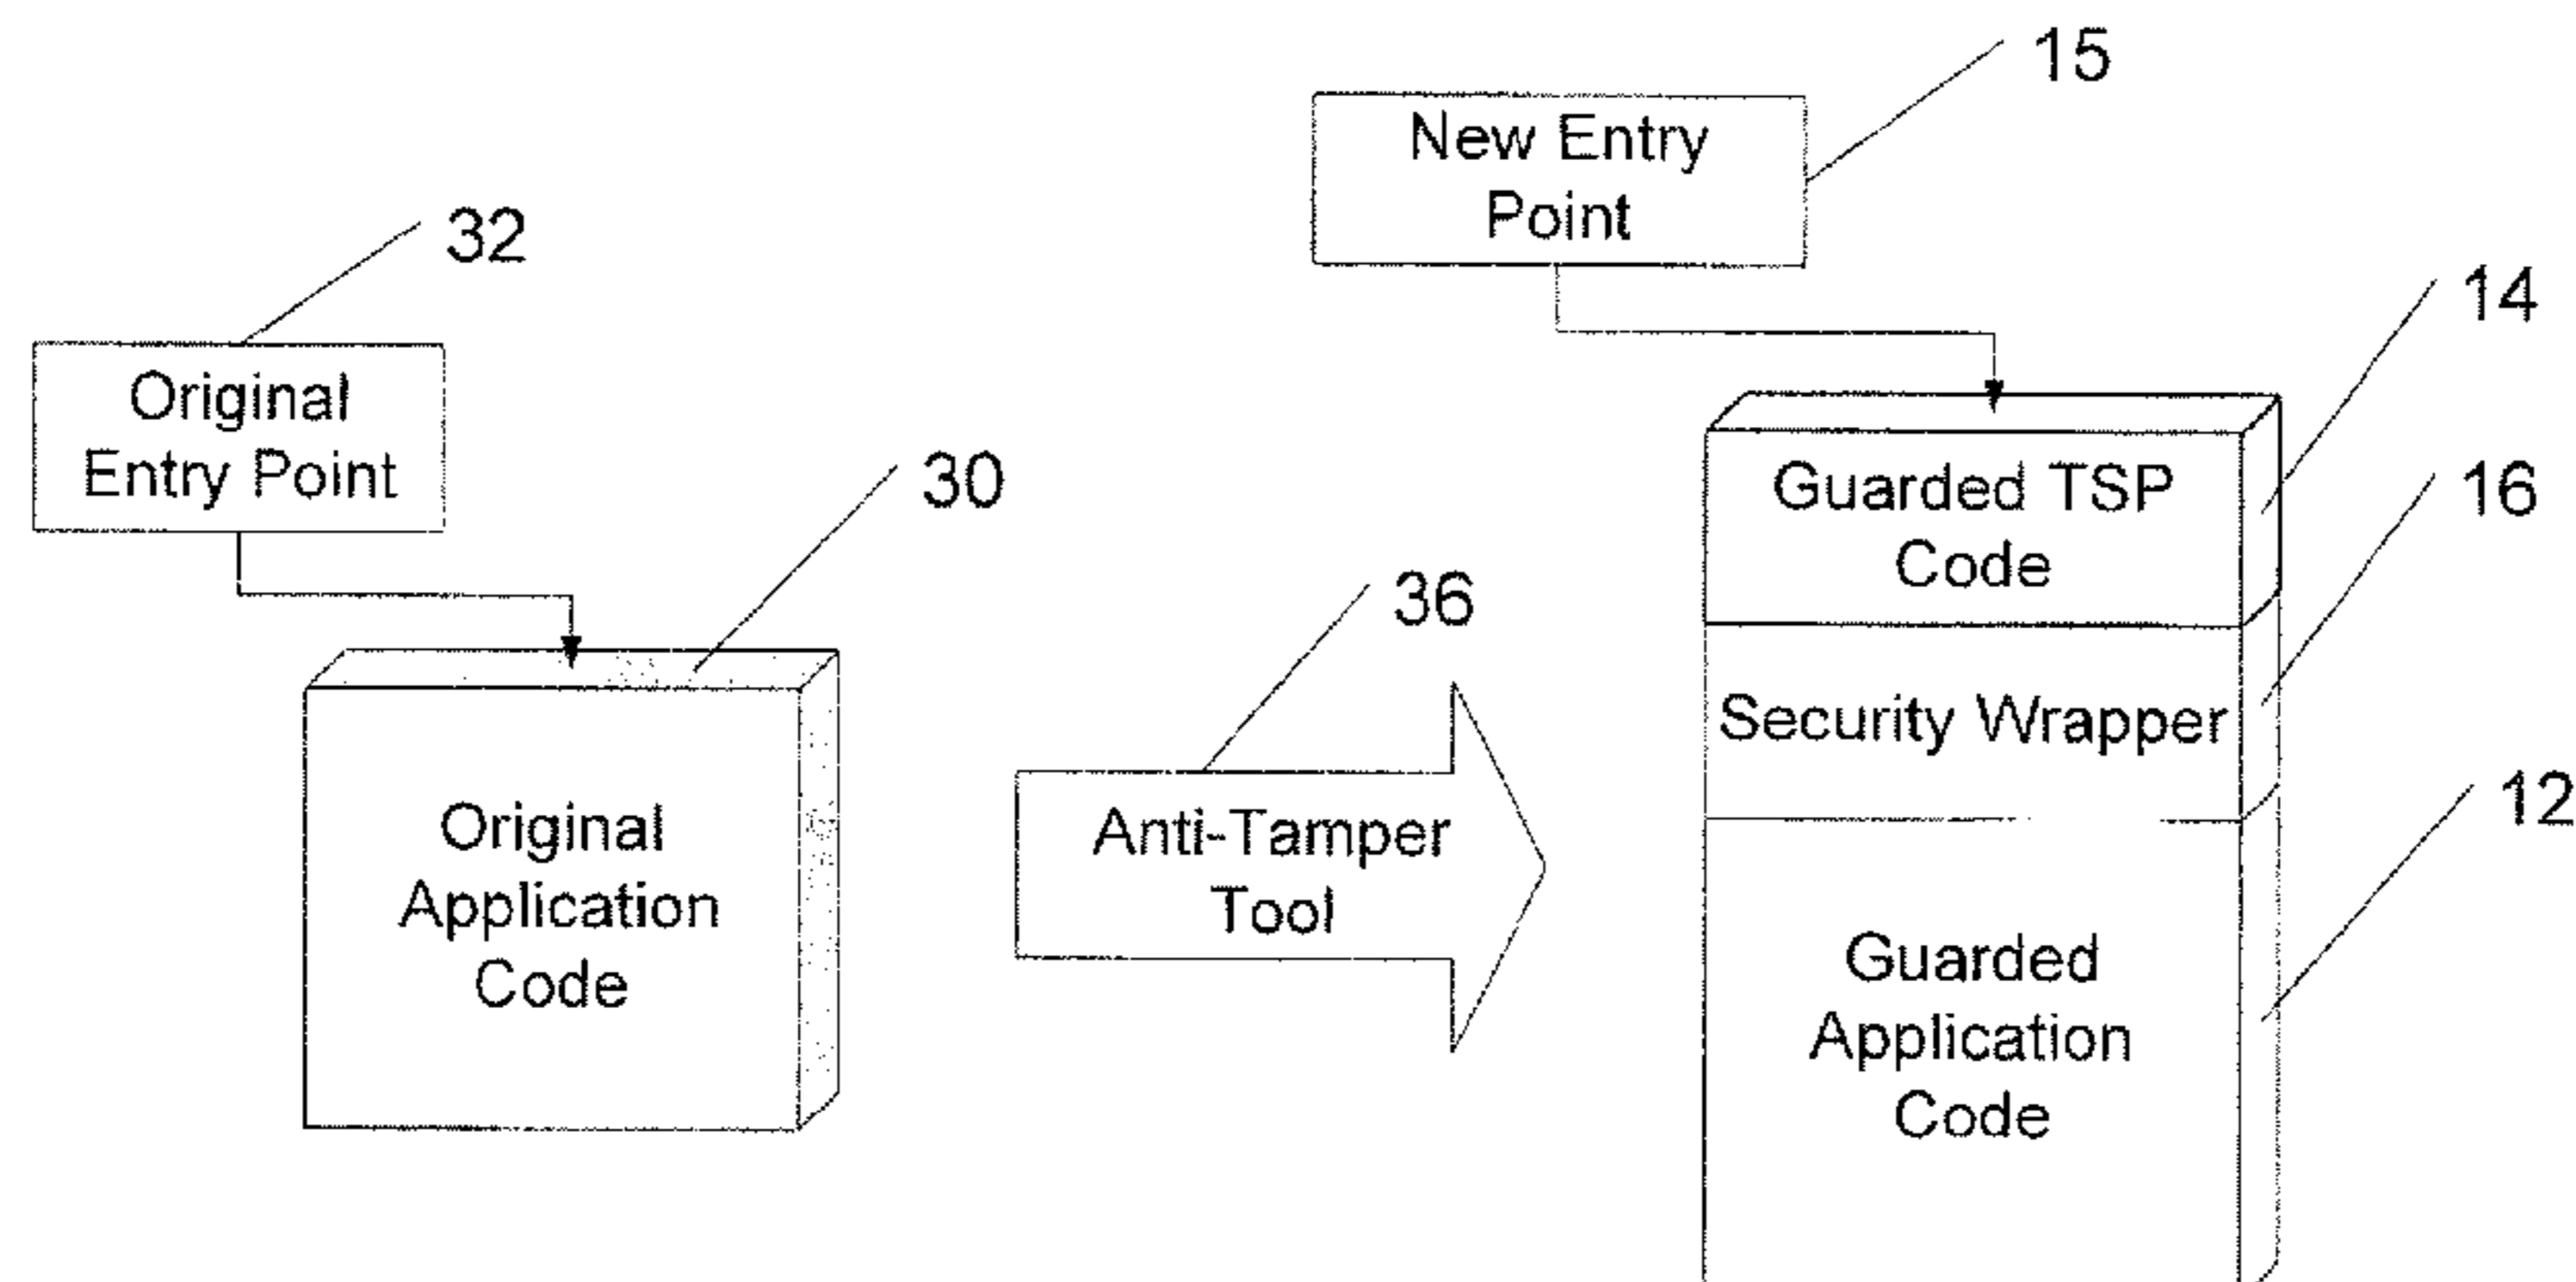 15
New Entry
Point
32
14
Original
Entry Point
30
Guarded TSP
Code
16
36
Security Wrapper
Original
Application
Code
Anti-Tamper
Tool
12
Guarded
Application
Code